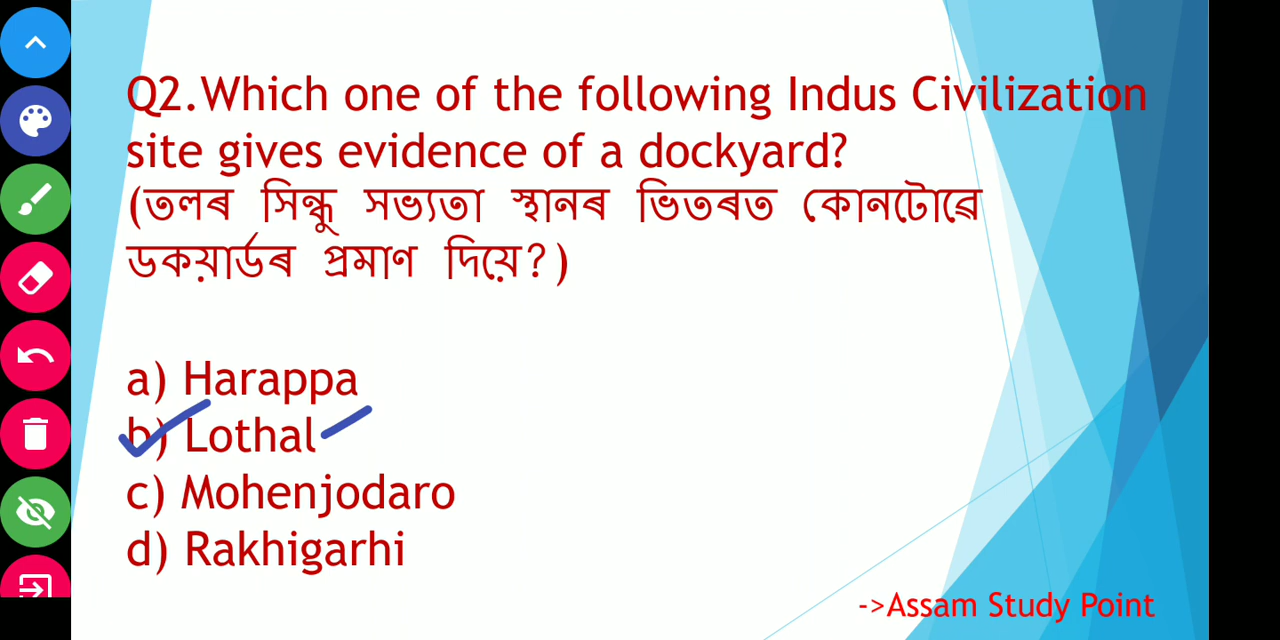 Q2.Which one of the following Indus Civilization
site gives evidence of a dockyard?
(তলৰ সিন্ধু সভ্যতা স্থানৰ ভিতৰত কোনটোৱে
ডকয়াৰ্ডৰ প্ৰমাণ দিয়ে?)
a) Harappa
b) Lothal
c) Mohenjodaro
d) Rakhigarhi
->Assam Study Point